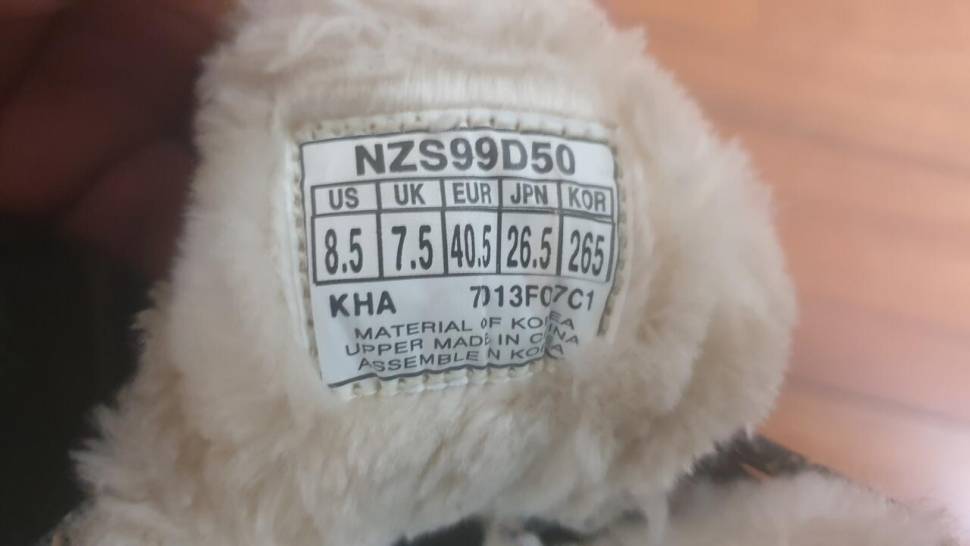 NZS99D50
US UK EUR JPN KOR
8.5 7.5 40.5 26.5 265
KHA
MATERIAL OF KOREA
UPPER MADE IN CHINA
ASSEMBLE IN KOREA